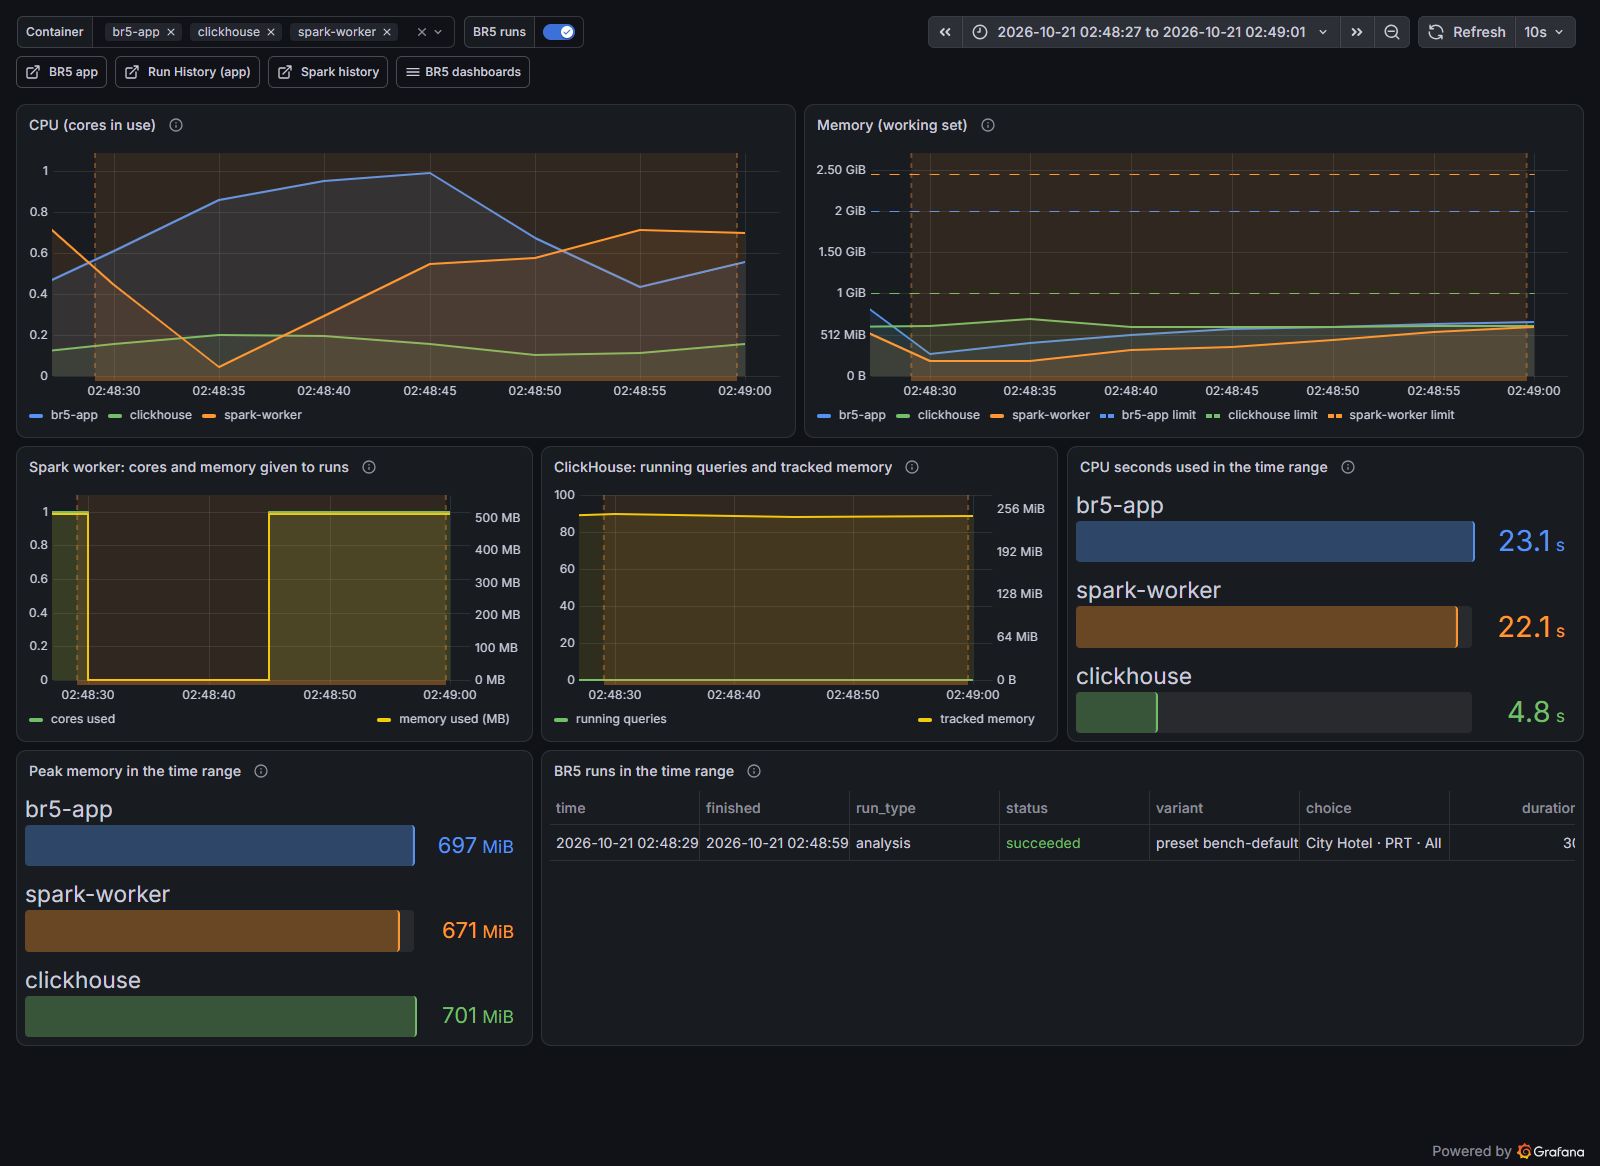 Container br5-app clickhouse spark-worker BR5 runs 2026-10-21 02:48:27 to 2026-10-21 02:49:01 Refresh 10s
BR5 app Run History (app) Spark history BR5 dashboards
CPU (cores in use)
1
0.8
0.6
0.4
0.2
0
02:48:30 02:48:35 02:48:40 02:48:45 02:48:50 02:48:55 02:49:00
br5-app clickhouse spark-worker
Memory (working set)
2.50 GiB
2 GiB
1.50 GiB
1 GiB
512 MiB
0 B
02:48:30 02:48:35 02:48:40 02:48:45 02:48:50 02:48:55 02:49:00
br5-app clickhouse spark-worker br5-app limit clickhouse limit spark-worker limit
Spark worker: cores and memory given to runs
1
0.8
0.6
0.4
0.2
0
500 MB
400 MB
300 MB
200 MB
100 MB
0 MB
02:48:30 02:48:40 02:48:50 02:49:00
cores used memory used (MB)
ClickHouse: running queries and tracked memory
100
80
60
40
20
0
256 MiB
192 MiB
128 MiB
64 MiB
0 B
02:48:30 02:48:40 02:48:50 02:49:00
running queries tracked memory
CPU seconds used in the time range
br5-app
23.1 s
spark-worker
22.1 s
clickhouse
4.8 s
Peak memory in the time range
br5-app
697 MiB
spark-worker
671 MiB
clickhouse
701 MiB
BR5 runs in the time range
time finished run_type status variant choice duration
2026-10-21 02:48:29 2026-10-21 02:48:59 analysis succeeded preset bench-default City Hotel · PRT · All 30
Powered by Grafana